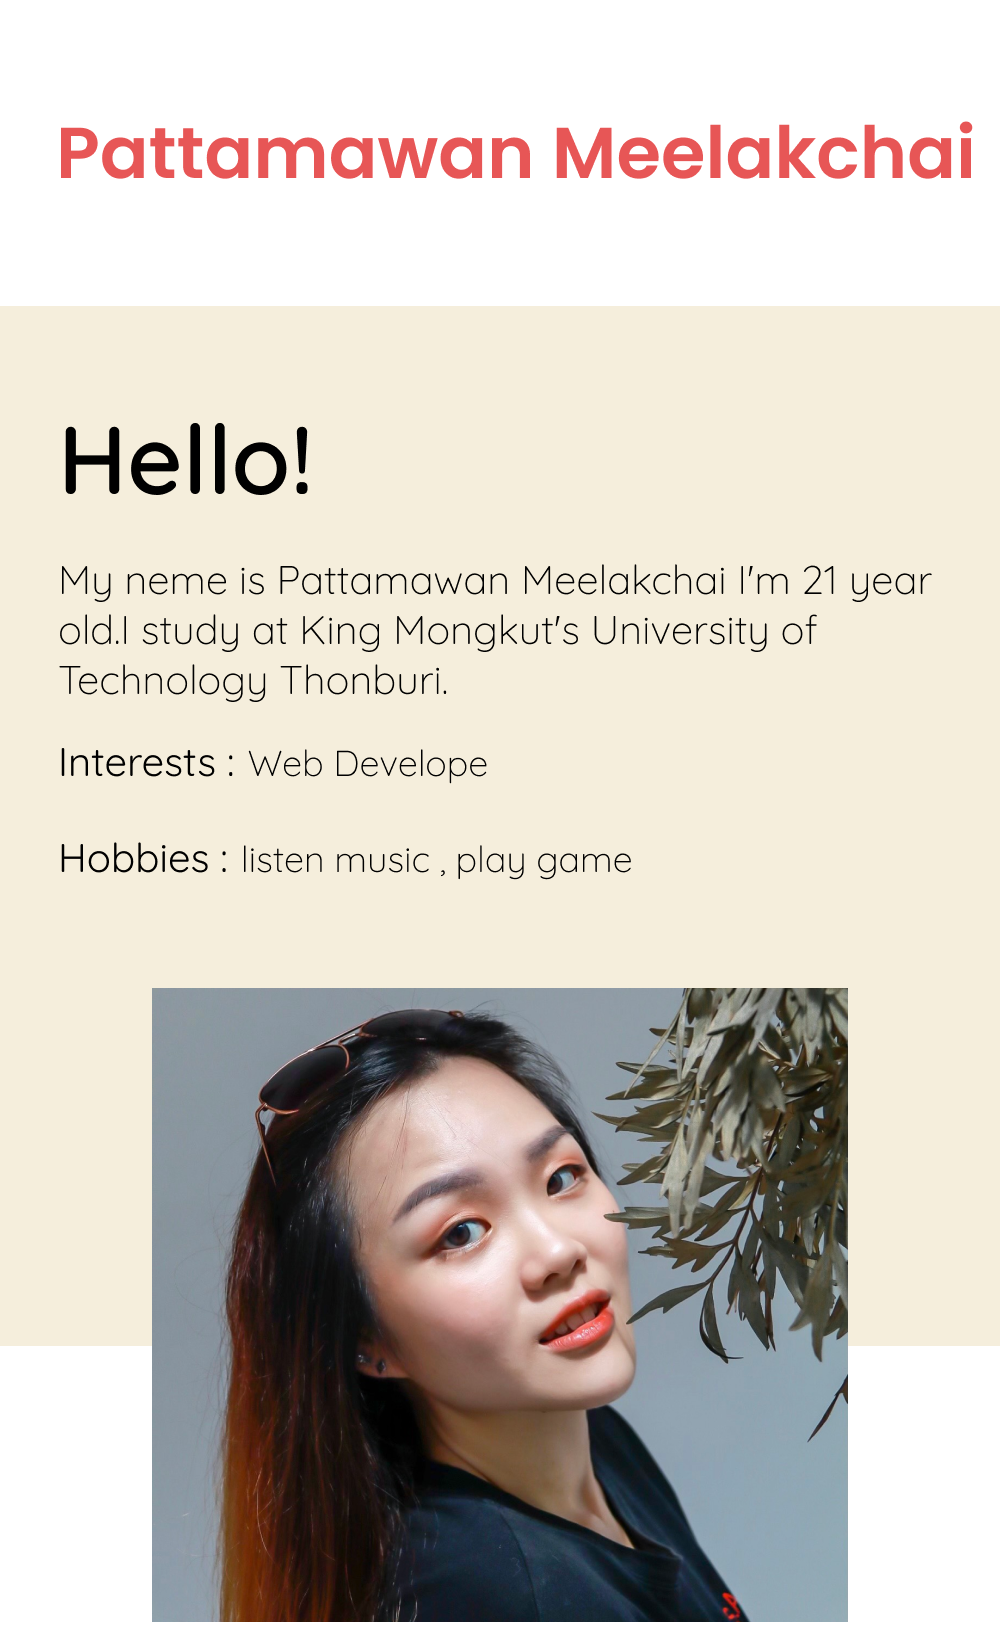 Pattamawan Meelakchai
Hello!
My neme is Pattamawan Meelakchai I'm 21 year
old.I study at King Mongkut's University of
Technology Thonburi.
Interests : Web Develope
Hobbies : listen music , play game